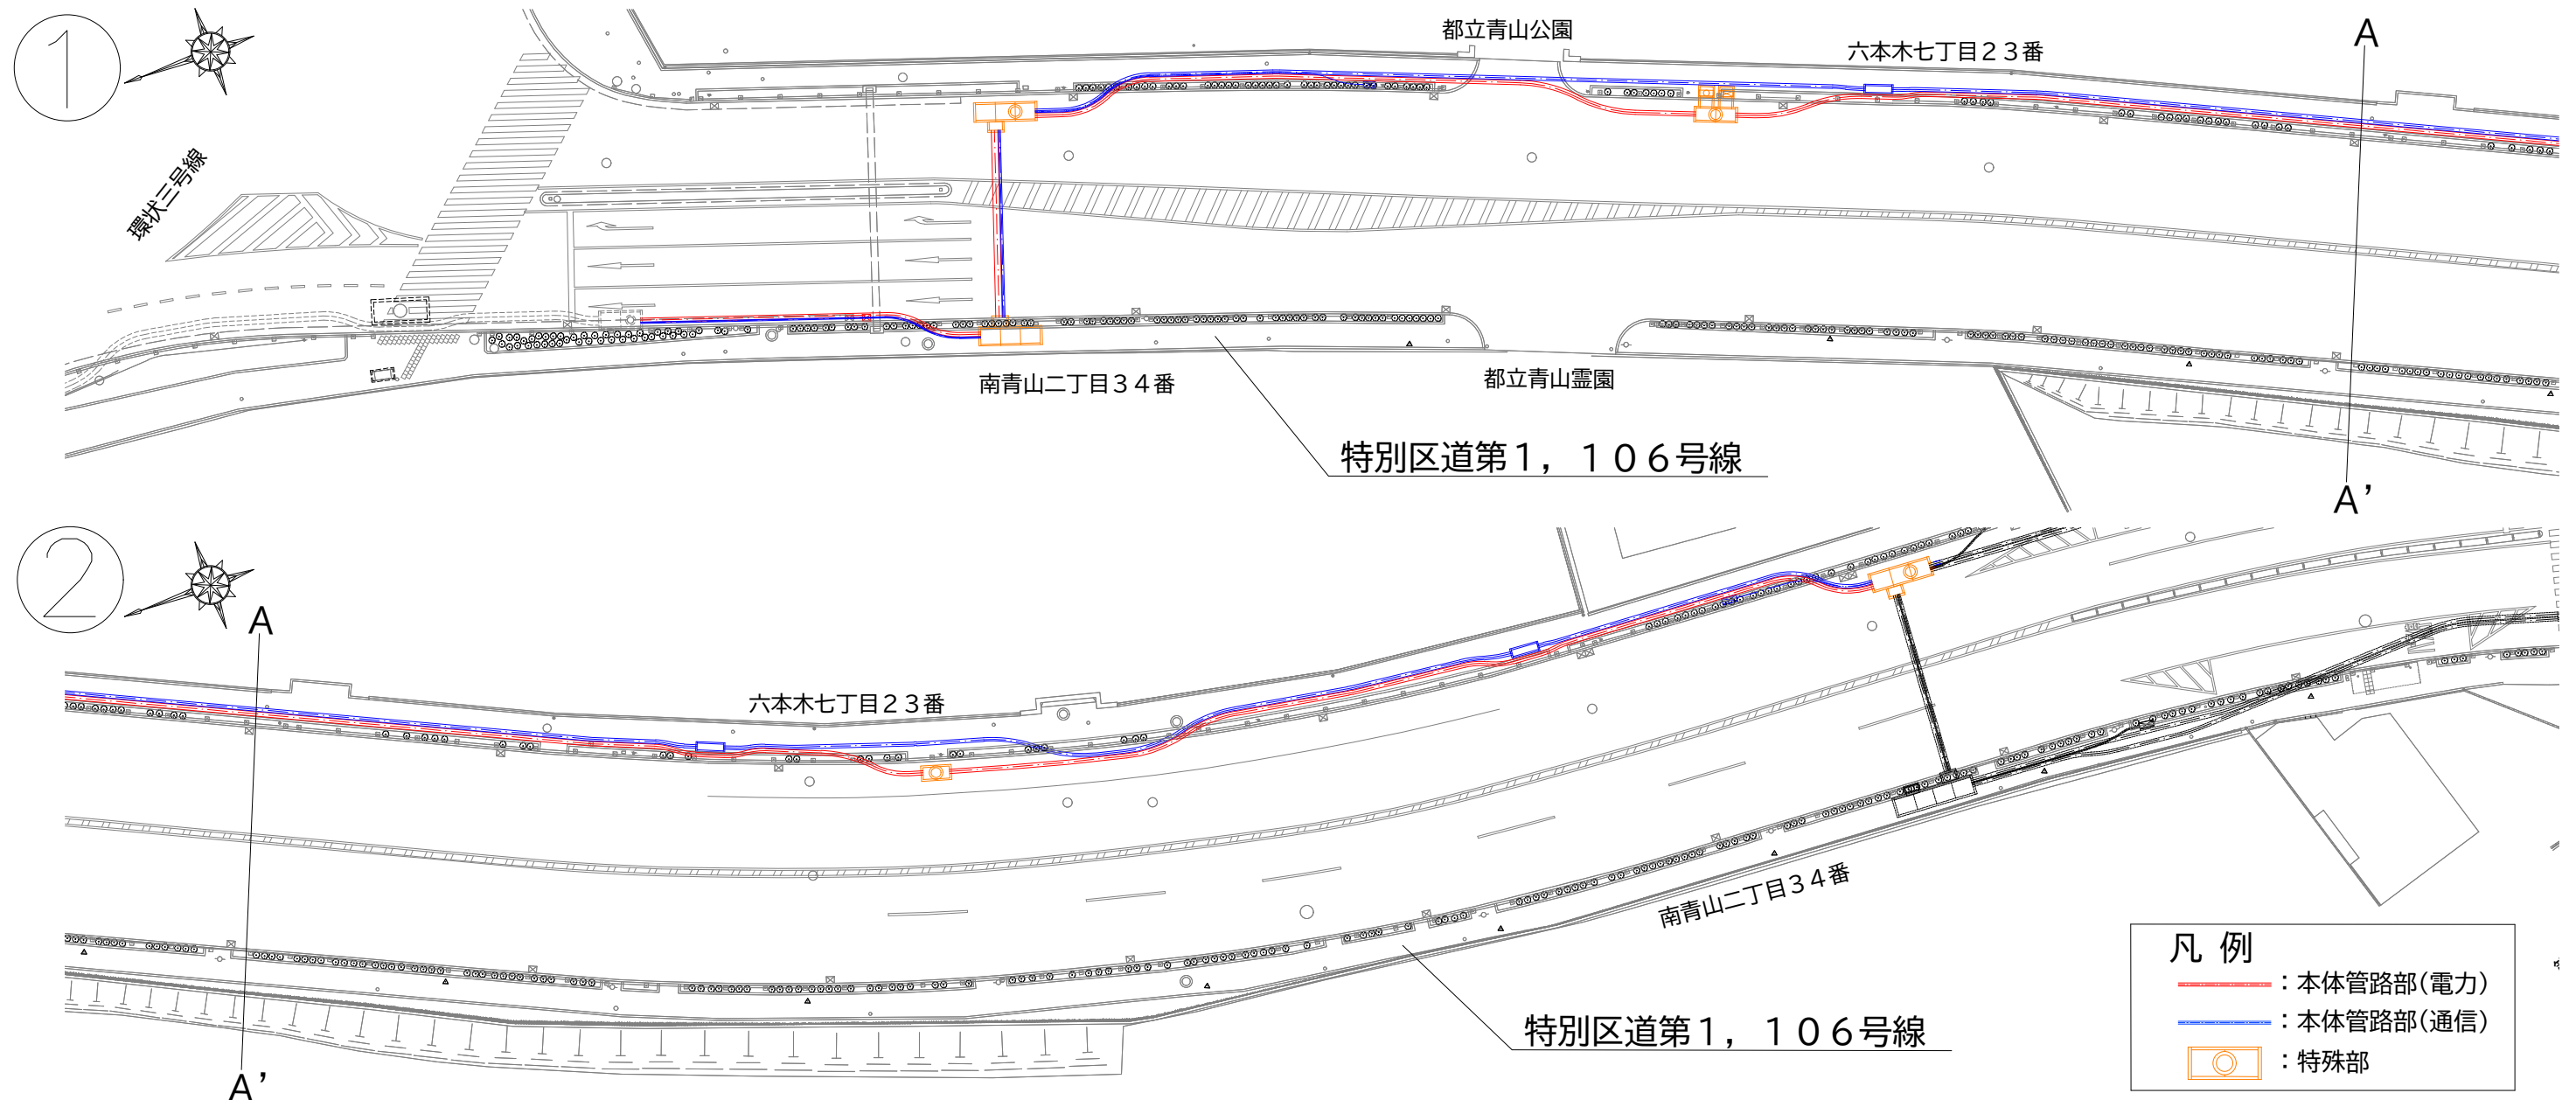 1
都立青山公園
六本木七丁目２３番
A
環状三号線
南青山二丁目３４番
都立青山霊園
特別区道第１，１０６号線
A’
2
A
六本木七丁目２３番
南青山二丁目３４番
特別区道第１，１０６号線
A’
凡 例
：本体管路部(電力)
：本体管路部(通信)
：特殊部